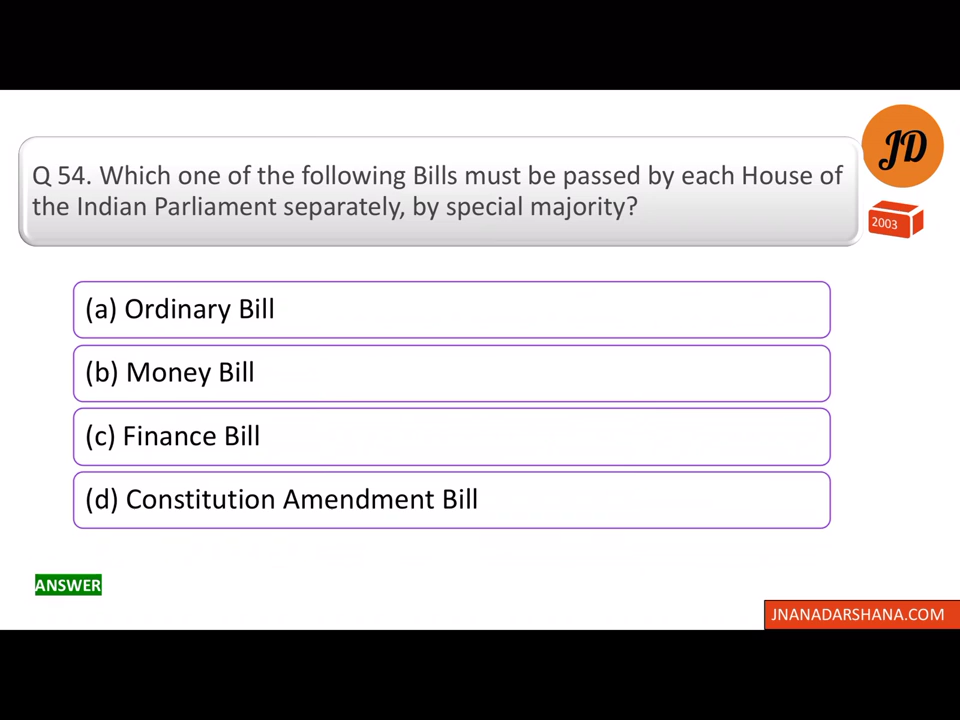 JD
Q 54. Which one of the following Bills must be passed by each House of
the Indian Parliament separately, by special majority?
2003
(a) Ordinary Bill
(b) Money Bill
(c) Finance Bill
(d) Constitution Amendment Bill
ANSWER
JNANADARSHANA.COM